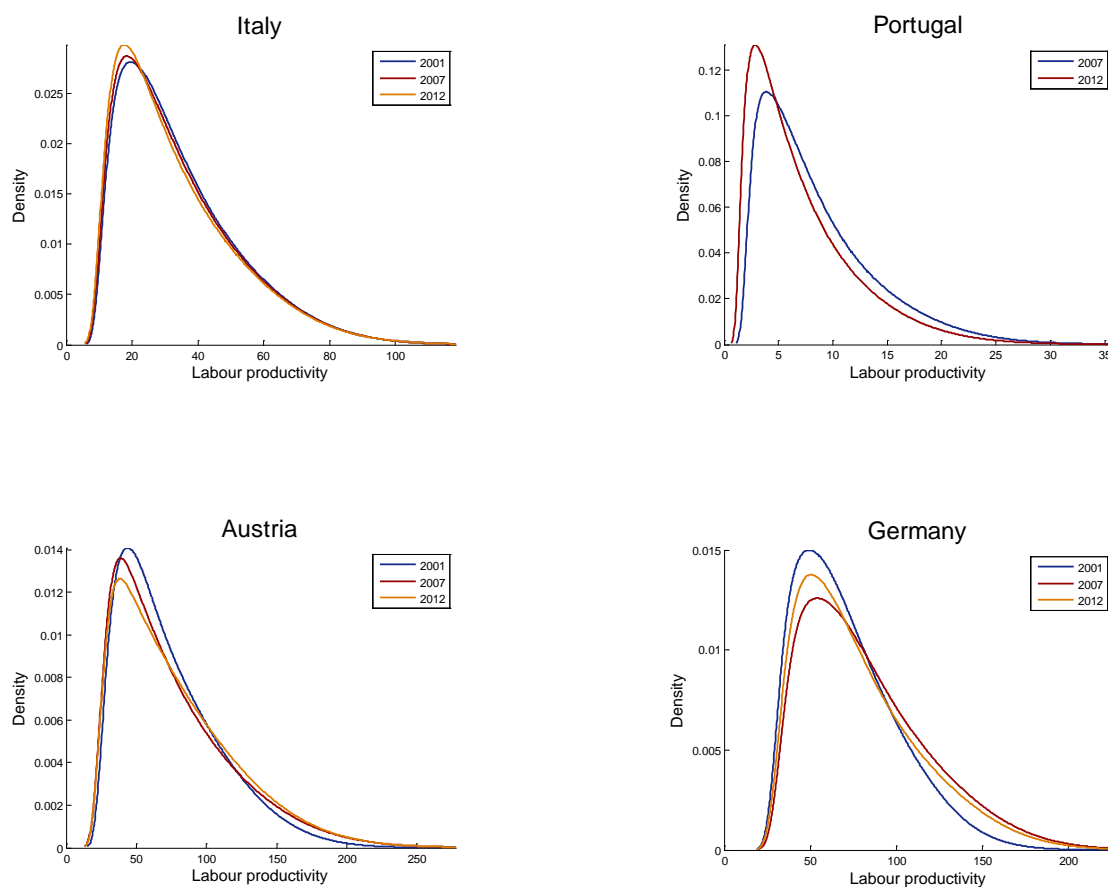 Italy
2001
2007
2012
Density
0.025
0.02
0.015
0.01
0.005
0
0 20 40 60 80 100
Labour productivity
Portugal
2007
2012
Density
0.12
0.1
0.08
0.06
0.04
0.02
0
0 5 10 15 20 25 30 35
Labour productivity
Austria
2001
2007
2012
Density
0.014
0.012
0.01
0.008
0.006
0.004
0.002
0
0 50 100 150 200 250
Labour productivity
Germany
2001
2007
2012
Density
0.015
0.01
0.005
0
0 50 100 150 200
Labour productivity